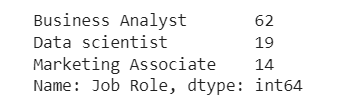 Business Analyst 62
Data scientist 19
Marketing Associate 14
Name: Job Role, dtype: int64